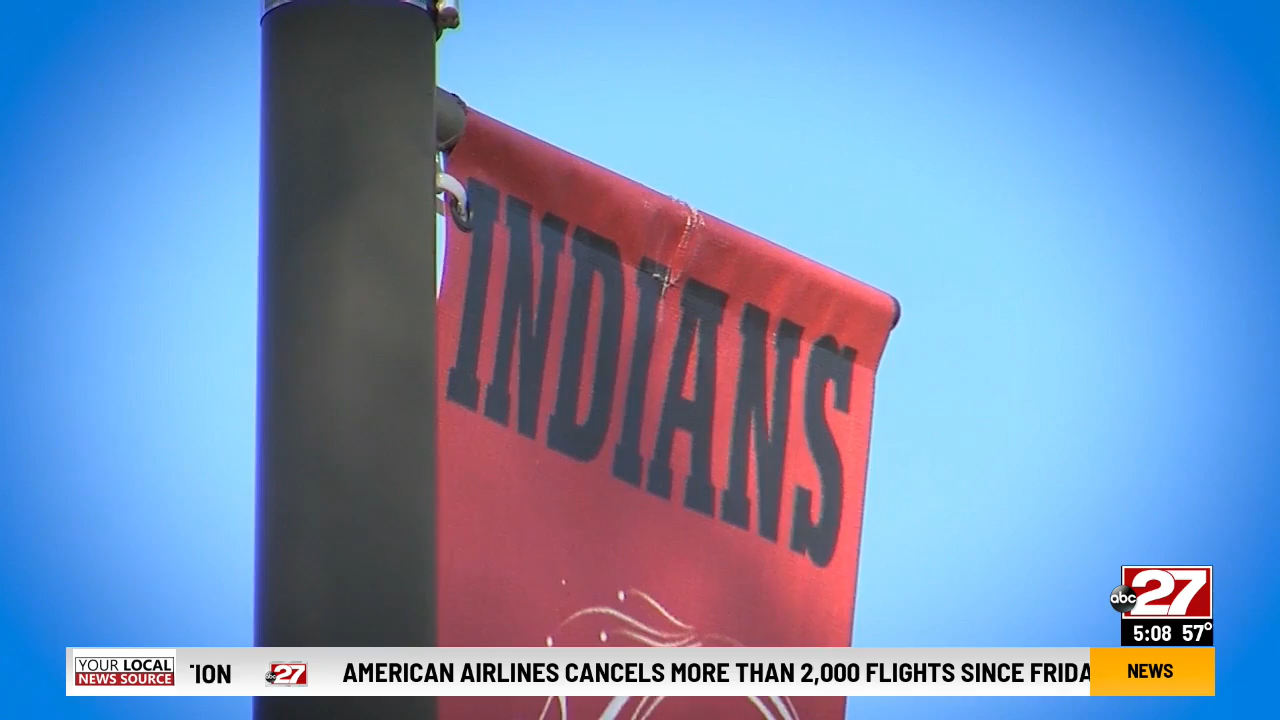 INDIANS
abc 27
5:08 57°
YOUR LOCAL
NEWS SOURCE
'ION
abc 27
AMERICAN AIRLINES CANCELS MORE THAN 2,000 FLIGHTS SINCE FRIDA
NEWS